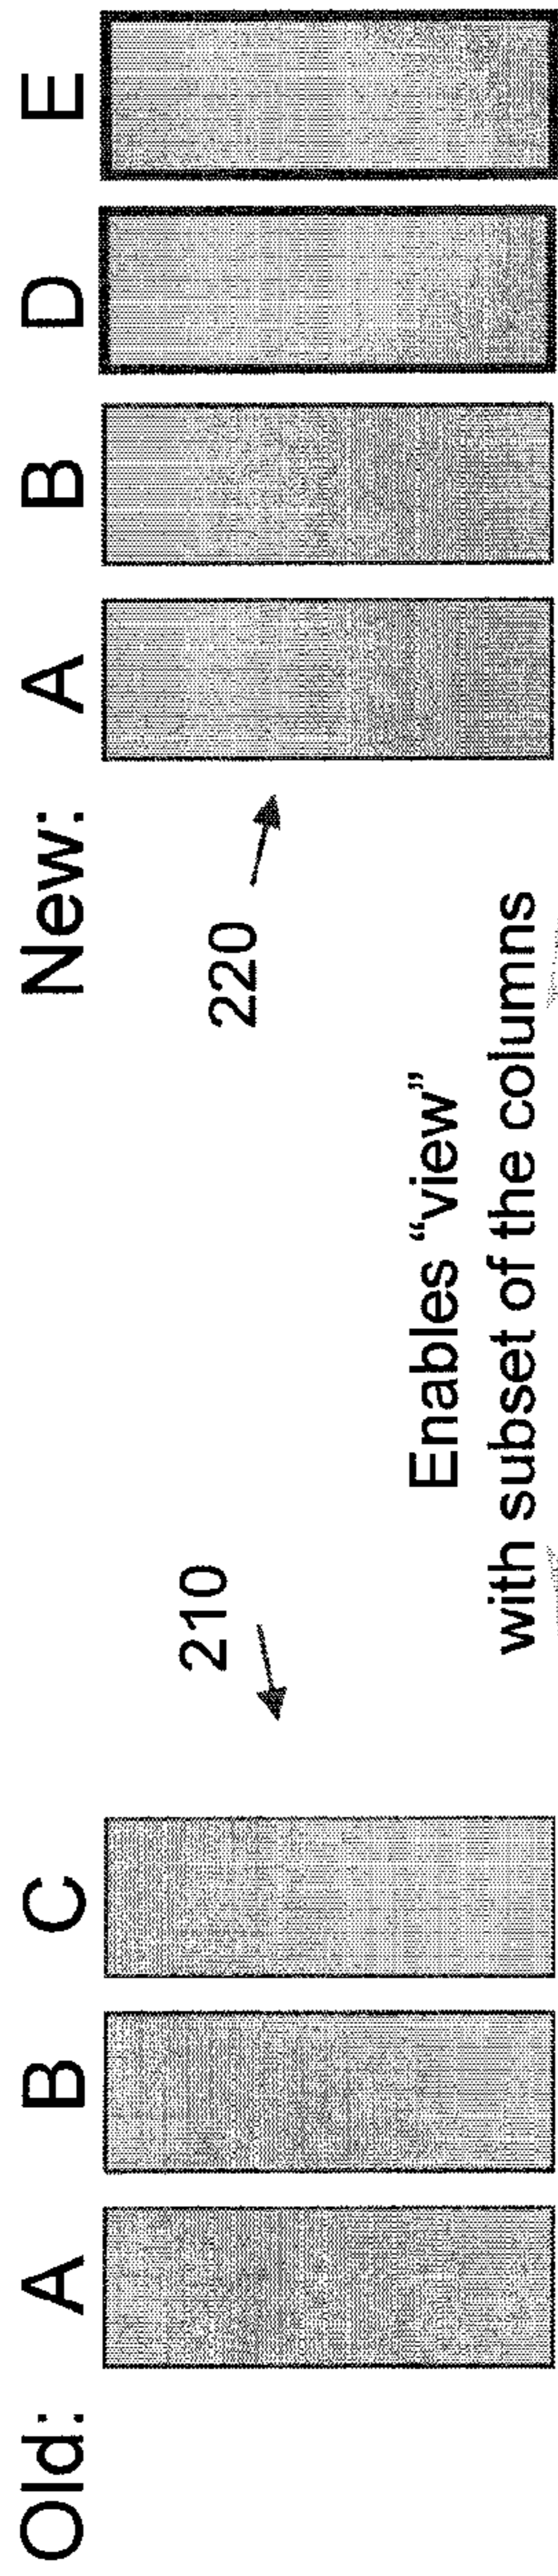 Old: A B C New: A B D E
210
220
Enables “view”
with subset of the columns